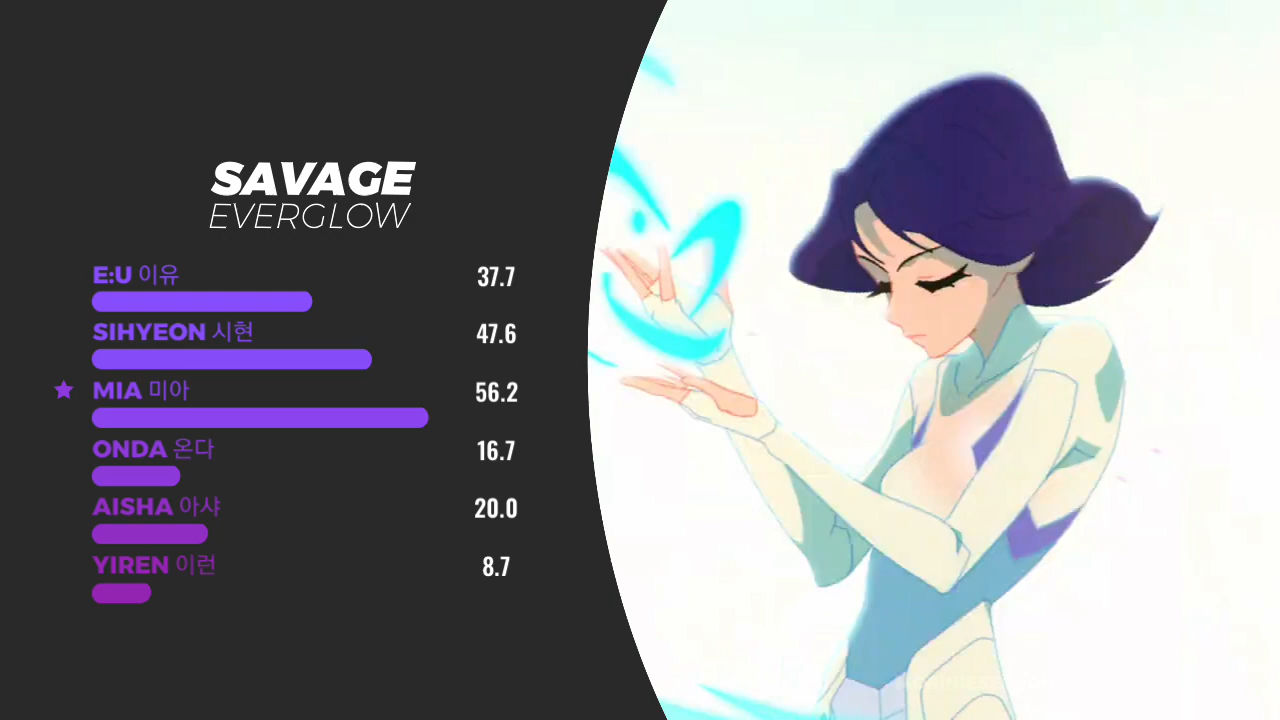 SAVAGE
EVERGLOW
E:U 이유 37.7
SIHYEON 시현 47.6
MIA 미아 56.2
ONDA 온다 16.7
AISHA 아샤 20.0
YIREN 이런 8.7